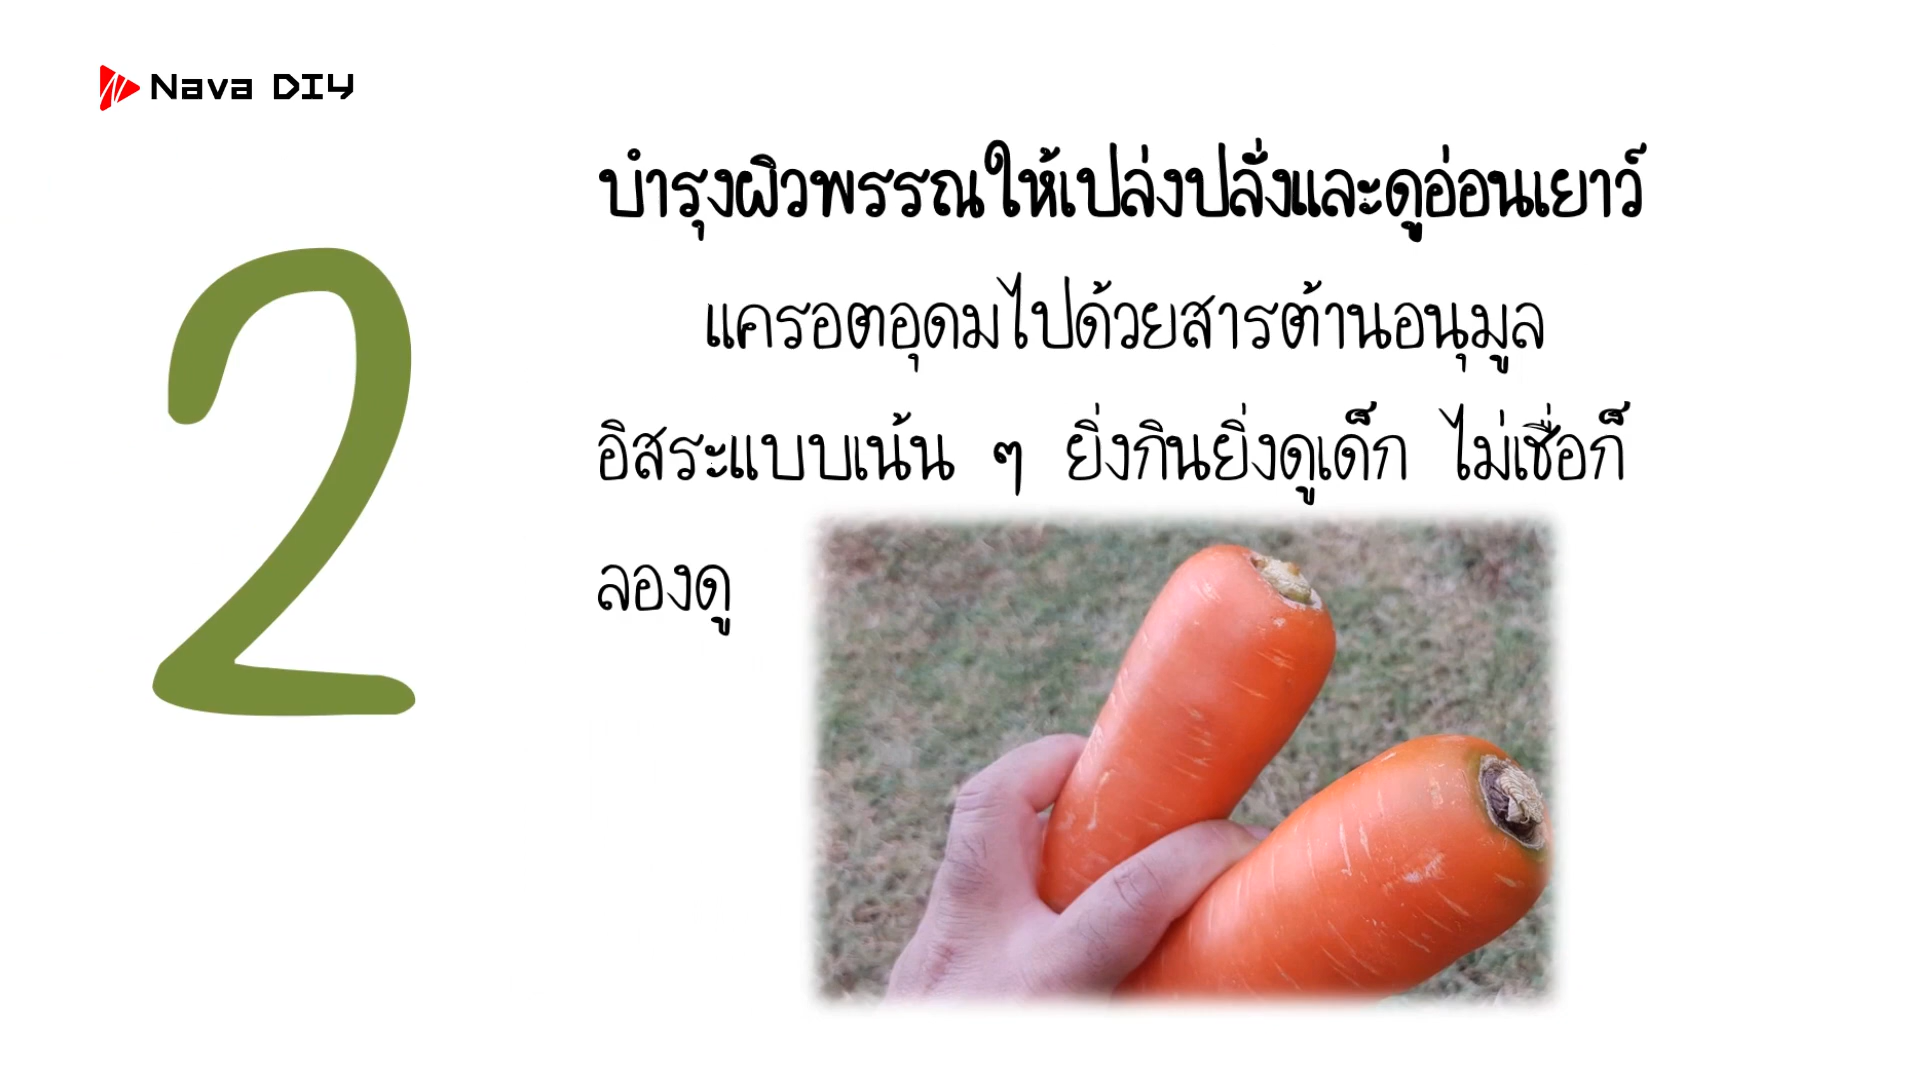 Nava DIY
2
บำรุงผิวพรรณให้เปล่งปลั่งและดูอ่อนเยาว์
แครอตอุดมไปด้วยสารต้านอนุมูล
อิสระแบบเน้น ๆ ยิ่งกินยิ่งดูเด็ก ไม่เชื่อก็
ลองดู